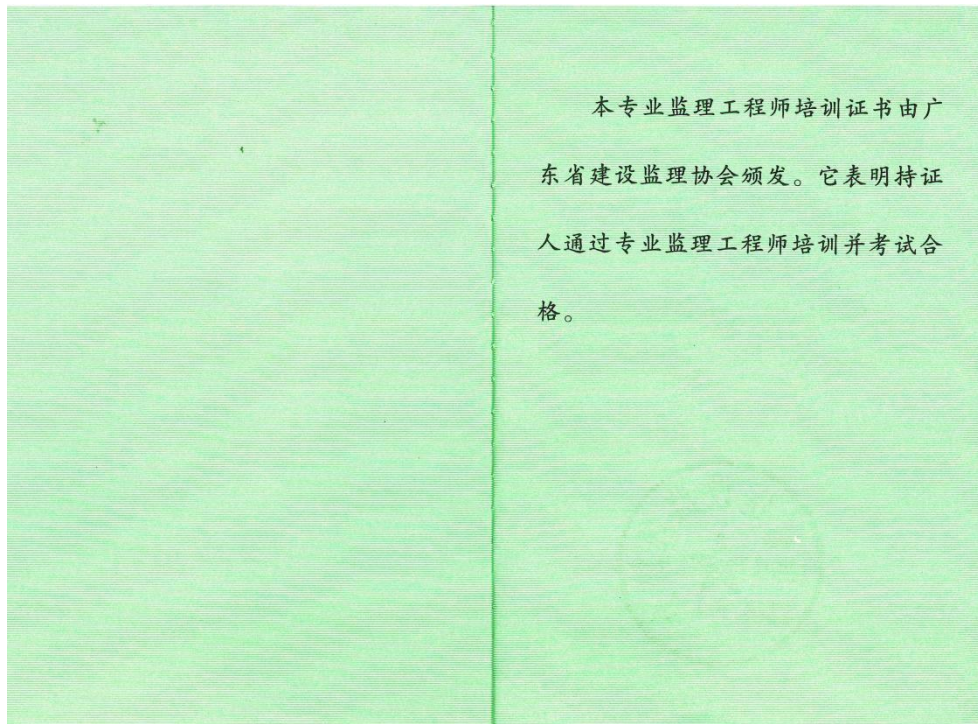 本专业监理工程师培训证书由广
东省建设监理协会颁发。它表明持证
人通过专业监理工程师培训并考试合
格。